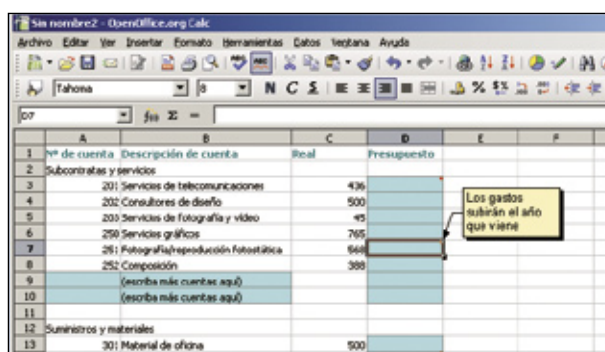 Sin nombre2 - OpenOffice.org Calc
Archivo Editar Ver Insertar Formato Herramientas Datos Ventana Ayuda
Tahoma 8 N C S
D7
A B C D E F
1 Nº de cuenta Descripción de cuenta Real Presupuesto
2 Subcontratas y servicios
3 201 Servicios de telecomunicaciones 436
4 202 Consultores de diseño 500
5 203 Servicios de fotografía y vídeo 45
6 250 Servicios gráficos 765
7 251 Fotografía/reproducción fotostática 568
8 252 Composición 388
9 (escriba más cuentas aquí)
10 (escriba más cuentas aquí)
11
12 Suministros y materiales
13 301 Material de oficina 500
Los gastos
subirán el año
que viene